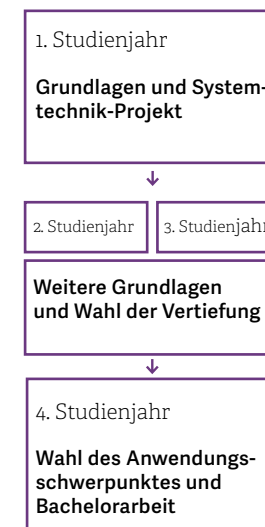 1. Studienjahr
Grundlagen und System-
technik-Projekt
2. Studienjahr
3. Studienjahr
Weitere Grundlagen
und Wahl der Vertiefung
4. Studienjahr
Wahl des Anwendungs-
schwerpunktes und
Bachelorarbeit